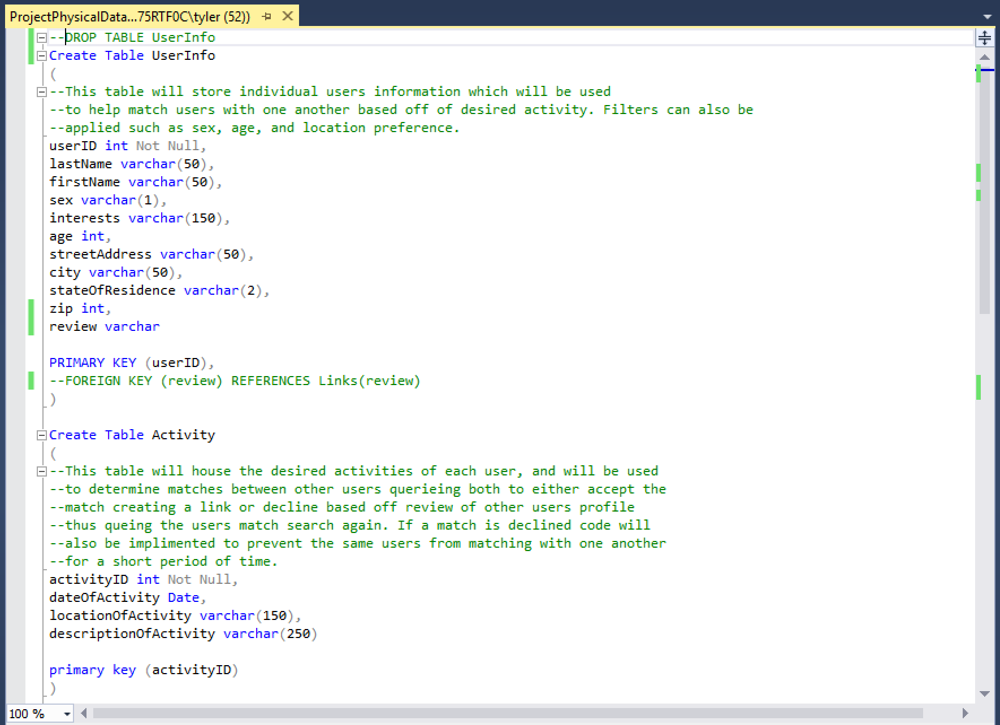 ProjectPhysicalData...75RTF0C\tyler (52))
--DROP TABLE UserInfo
Create Table UserInfo
(
--This table will store individual users information which will be used
--to help match users with one another based off of desired activity. Filters can also be
--applied such as sex, age, and location preference.
userID int Not Null,
lastName varchar(50),
firstName varchar(50),
sex varchar(1),
interests varchar(150),
age int,
streetAddress varchar(50),
city varchar(50),
stateOfResidence varchar(2),
zip int,
review varchar
PRIMARY KEY (userID),
--FOREIGN KEY (review) REFERENCES Links(review)
)
Create Table Activity
(
--This table will house the desired activities of each user, and will be used
--to determine matches between other users querieing both to either accept the
--match creating a link or decline based off review of other users profile
--thus queing the users match search again. If a match is declined code will
--also be implimented to prevent the same users from matching with one another
--for a short period of time.
activityID int Not Null,
dateOfActivity Date,
locationOfActivity varchar(150),
descriptionOfActivity varchar(250)
primary key (activityID)
)
100 %